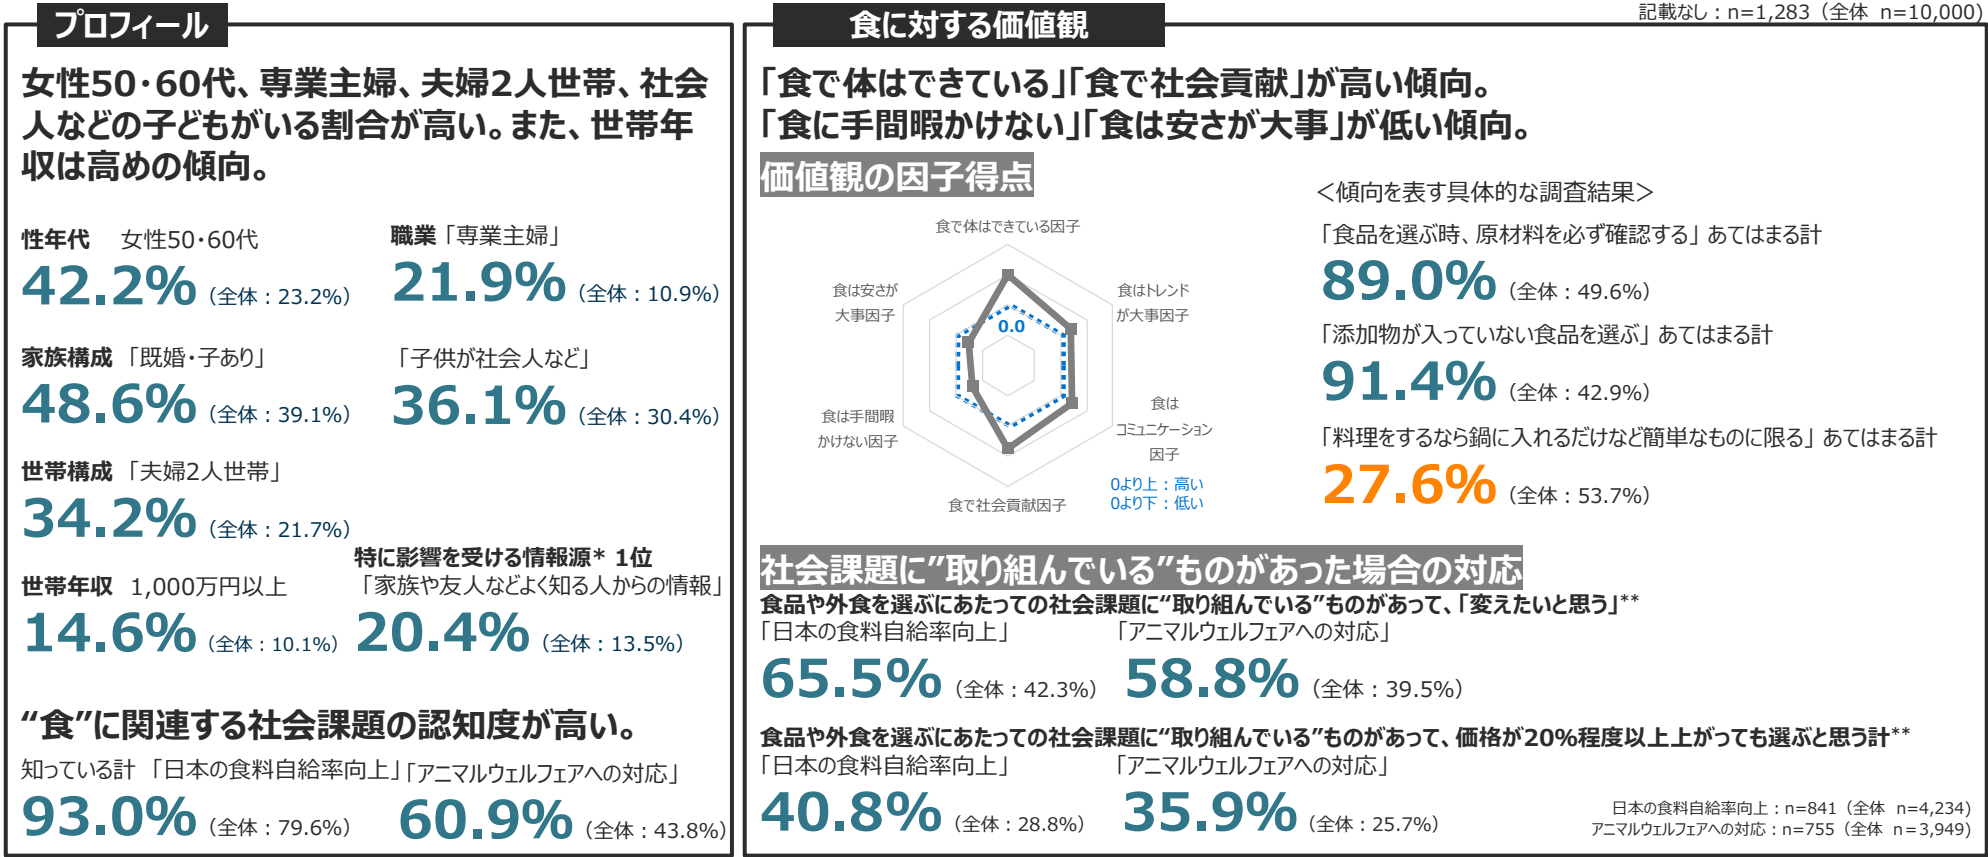 記載なし：n=1,283（全体 n=10,000）
プロフィール
女性50・60代、専業主婦、夫婦2人世帯、社会
人などの子どもがいる割合が高い。また、世帯年
収は高めの傾向。
性年代 女性50・60代
42.2%（全体：23.2%）
職業「専業主婦」
21.9%（全体：10.9%）
家族構成「既婚・子あり」
48.6%（全体：39.1%）
「子供が社会人など」
36.1%（全体：30.4%）
世帯構成「夫婦2人世帯」
34.2%（全体：21.7%）
世帯年収 1,000万円以上
14.6%（全体：10.1%）
特に影響を受ける情報源* 1位
「家族や友人などよく知る人からの情報」
20.4%（全体：13.5%）
“食”に関連する社会課題の認知度が高い。
知っている計 「日本の食料自給率向上」「アニマルウェルフェアへの対応」
93.0%（全体：79.6%） 60.9%（全体：43.8%）
食に対する価値観
「食で体はできている」「食で社会貢献」が高い傾向。
「食に手間暇かけない」「食は安さが大事」が低い傾向。
価値観の因子得点
食で体はできている因子
食はトレンド
が大事因子
食は
コミュニケーション
因子
食で社会貢献因子
食は手間暇
かけない因子
食は安さが
大事因子
0.0
0より上：高い
0より下：低い
＜傾向を表す具体的な調査結果＞
「食品を選ぶ時、原材料を必ず確認する」あてはまる計
89.0%（全体：49.6%）
「添加物が入っていない食品を選ぶ」あてはまる計
91.4%（全体：42.9%）
「料理をするなら鍋に入れるだけなど簡単なものに限る」あてはまる計
27.6%（全体：53.7%）
社会課題に”取り組んでいる”ものがあった場合の対応
食品や外食を選ぶにあたっての社会課題に“取り組んでいる”ものがあって、「変えたいと思う」**
「日本の食料自給率向上」 「アニマルウェルフェアへの対応」
65.5%（全体：42.3%） 58.8%（全体：39.5%）
食品や外食を選ぶにあたっての社会課題に“取り組んでいる”ものがあって、価格が20%程度以上上がっても選ぶと思う計**
「日本の食料自給率向上」 「アニマルウェルフェアへの対応」
40.8%（全体：28.8%） 35.9%（全体：25.7%）
日本の食料自給率向上：n=841（全体 n=4,234）
アニマルウェルフェアへの対応：n=755（全体 n=3,949）